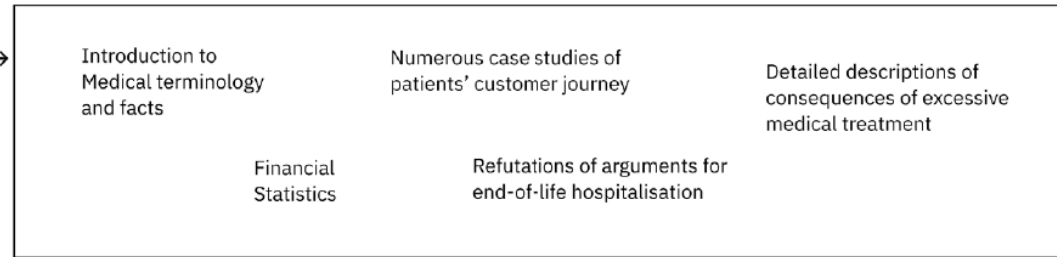 Introduction to
Medical terminology
and facts
Numerous case studies of
patients' customer journey
Detailed descriptions of
consequences of excessive
medical treatment
Financial
Statistics
Refutations of arguments for
end-of-life hospitalisation